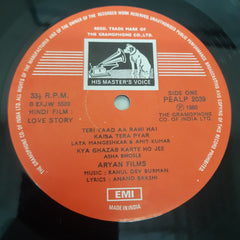 REGD. TRADE MARK OF
THE GRAMOPHONE CO. LTD.
HIS MASTER'S VOICE
33⅓ R.P.M.
℗ EXJW 5039
HINDI FILM :
LOVE STORY
SIDE ONE
PEALP 2039
℗ 1980
THE GRAMOPHONE
CO. OF INDIA LTD.
TERI YAAD AA RAHI HAI
KAISA TERA PYAR
LATA MANGESHKAR & AMIT KUMAR
KYA GHAZAB KARTE HO JEE
ASHA BHOSLE
ARYAN FILMS
MUSIC : RAHUL DEV BURMAN
LYRICS : ANAND BAKSHI
EMI
MADE IN INDIA